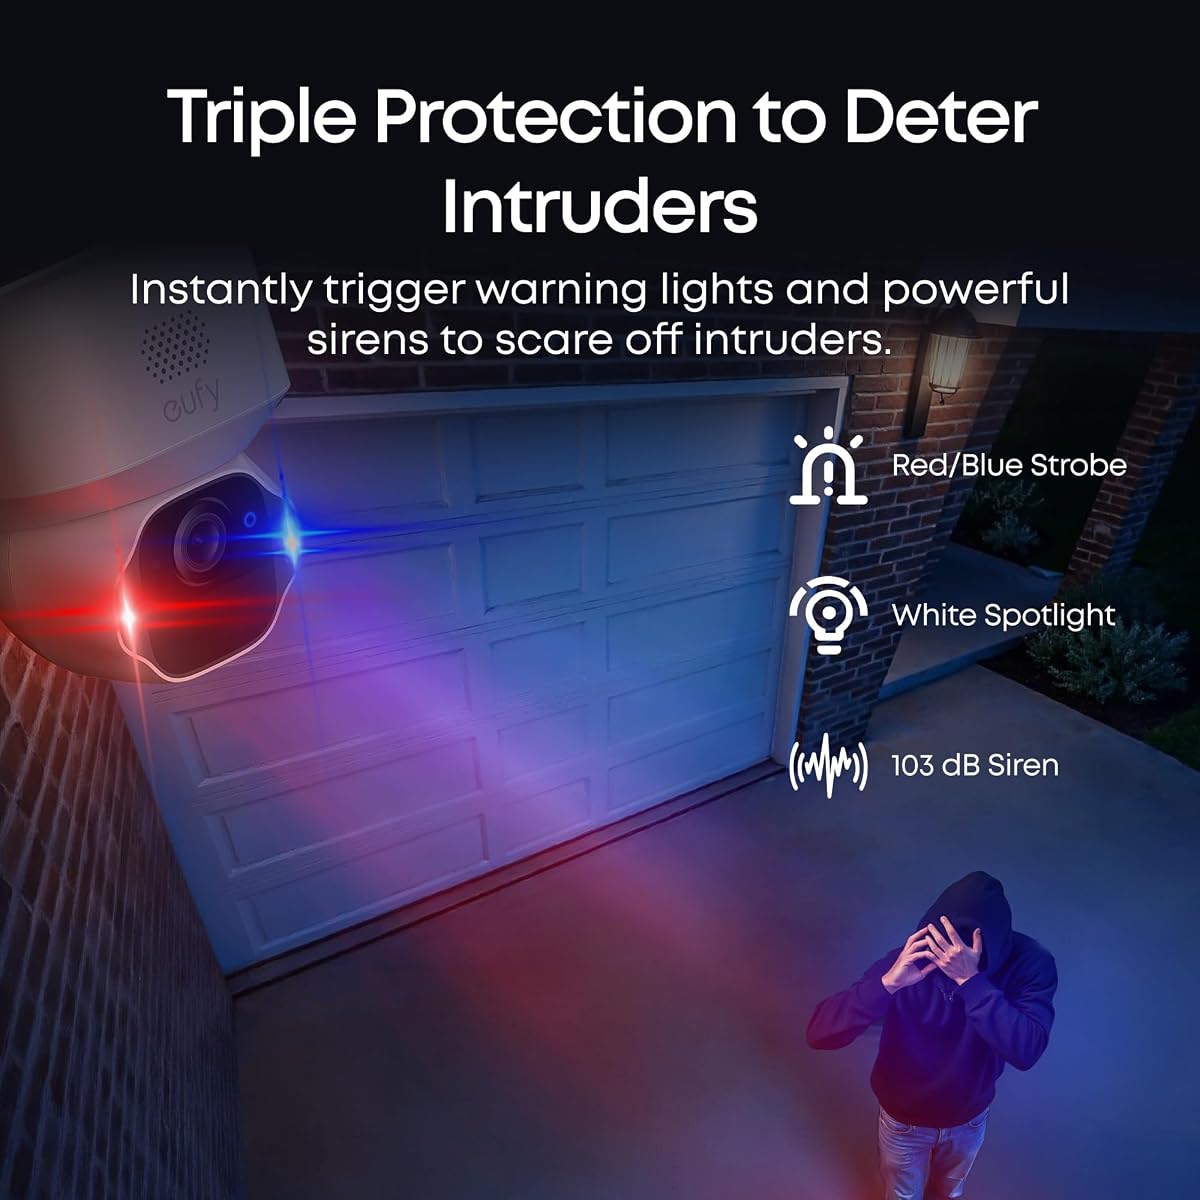 Triple Protection to Deter
Intruders
Instantly trigger warning lights and powerful
sirens to scare off intruders.
eufy
Red/Blue Strobe
White Spotlight
103 dB Siren